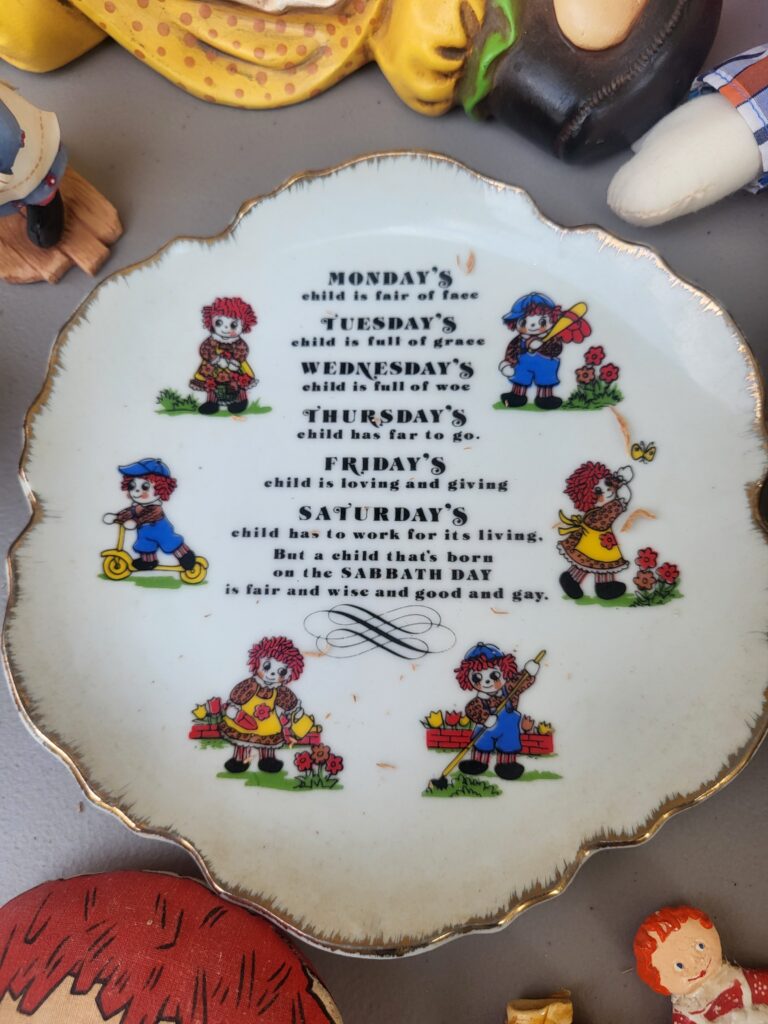 MONDAY'S
child is fair of face
TUESDAY'S
child is full of grace
WEDNESDAY'S
child is full of woe
THURSDAY'S
child has far to go.
FRIDAY'S
child is loving and giving
SATURDAY'S
child has to work for its living.
But a child that's born
on the SABBATH DAY
is fair and wise and good and gay.